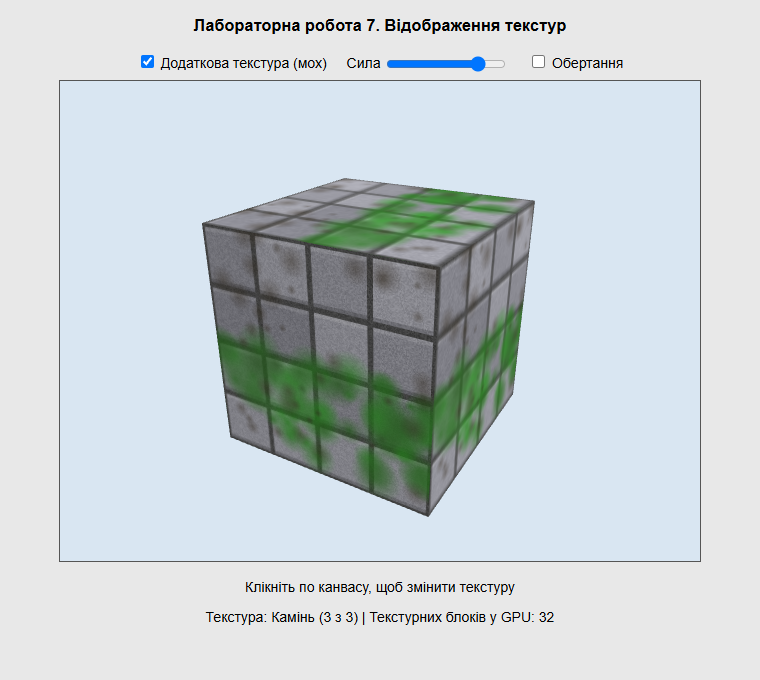 Лабораторна робота 7. Відображення текстур
Додаткова текстура (мох) Сила Обертання
Клікніть по канвасу, щоб змінити текстуру
Текстура: Камінь (3 з 3) | Текстурних блоків у GPU: 32